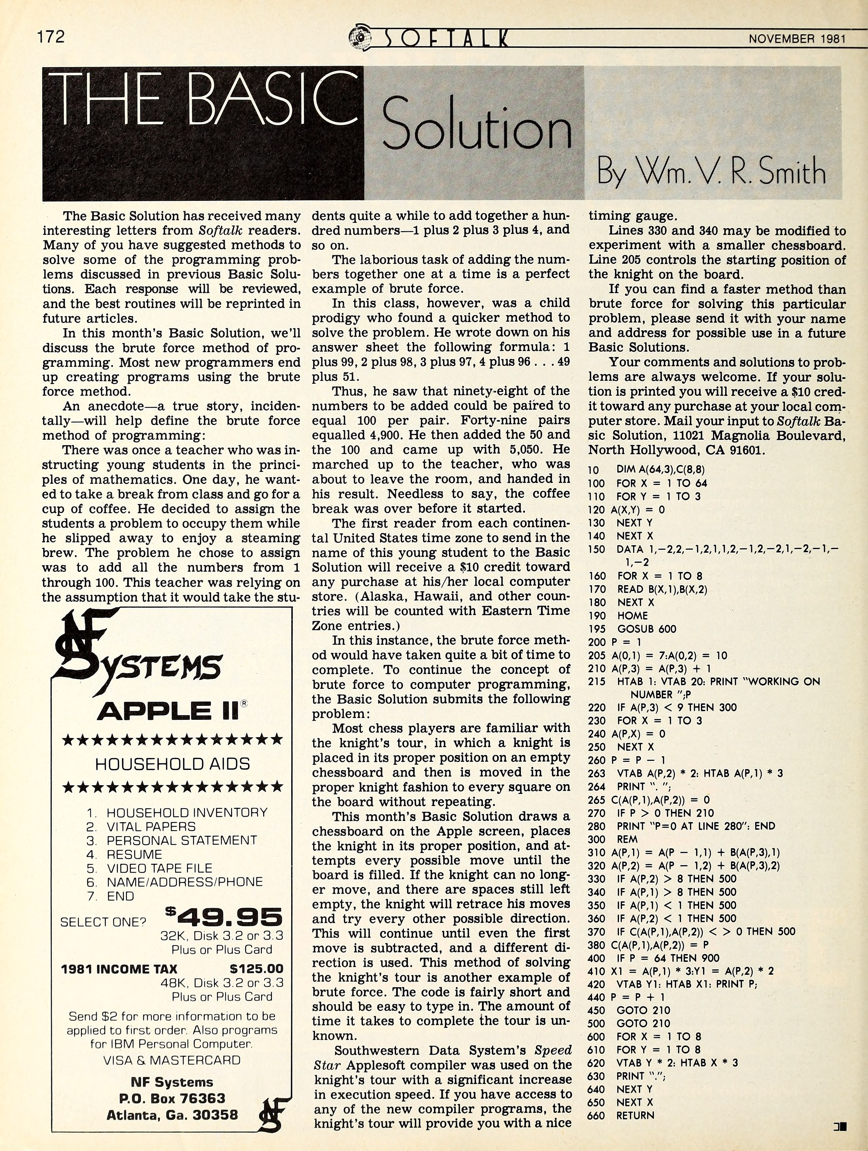 172
SOFTALK
NOVEMBER 1981
THE BASIC
Solution
By Wm. V. R. Smith
The Basic Solution has received many
interesting letters from Softalk readers.
Many of you have suggested methods to
solve some of the programming prob-
lems discussed in previous Basic Solu-
tions. Each response will be reviewed,
and the best routines will be reprinted in
future articles.
In this month's Basic Solution, we'll
discuss the brute force method of pro-
gramming. Most new programmers end
up creating programs using the brute
force method.
An anecdote—a true story, inciden-
tally—will help define the brute force
method of programming:
There was once a teacher who was in-
structing young students in the princi-
ples of mathematics. One day, he want-
ed to take a break from class and go for a
cup of coffee. He decided to assign the
students a problem to occupy them while
he slipped away to enjoy a steaming
brew. The problem he chose to assign
was to add all the numbers from 1
through 100. This teacher was relying on
the assumption that it would take the stu-
NF
SYSTEMS
APPLE II®
★★★★★★★★★★★★★★★
HOUSEHOLD AIDS
★★★★★★★★★★★★★★★
1. HOUSEHOLD INVENTORY
2. VITAL PAPERS
3. PERSONAL STATEMENT
4. RESUME
5. VIDEO TAPE FILE
6. NAME/ADDRESS/PHONE
7. END
SELECT ONE? $49.95
32K, Disk 3.2 or 3.3
Plus or Plus Card
1981 INCOME TAX $125.00
48K, Disk 3.2 or 3.3
Plus or Plus Card
Send $2 for more information to be
applied to first order. Also programs
for IBM Personal Computer.
VISA & MASTERCARD
NF Systems
P.O. Box 76363
Atlanta, Ga. 30358
NF
dents quite a while to add together a hun-
dred numbers—1 plus 2 plus 3 plus 4, and
so on.
The laborious task of adding the num-
bers together one at a time is a perfect
example of brute force.
In this class, however, was a child
prodigy who found a quicker method to
solve the problem. He wrote down on his
answer sheet the following formula: 1
plus 99, 2 plus 98, 3 plus 97, 4 plus 96 . . . 49
plus 51.
Thus, he saw that ninety-eight of the
numbers to be added could be paired to
equal 100 per pair. Forty-nine pairs
equalled 4,900. He then added the 50 and
the 100 and came up with 5,050. He
marched up to the teacher, who was
about to leave the room, and handed in
his result. Needless to say, the coffee
break was over before it started.
The first reader from each continen-
tal United States time zone to send in the
name of this young student to the Basic
Solution will receive a $10 credit toward
any purchase at his/her local computer
store. (Alaska, Hawaii, and other coun-
tries will be counted with Eastern Time
Zone entries.)
In this instance, the brute force meth-
od would have taken quite a bit of time to
complete. To continue the concept of
brute force to computer programming,
the Basic Solution submits the following
problem:
Most chess players are familiar with
the knight's tour, in which a knight is
placed in its proper position on an empty
chessboard and then is moved in the
proper knight fashion to every square on
the board without repeating.
This month's Basic Solution draws a
chessboard on the Apple screen, places
the knight in its proper position, and at-
tempts every possible move until the
board is filled. If the knight can no long-
er move, and there are spaces still left
empty, the knight will retrace his moves
and try every other possible direction.
This will continue until even the first
move is subtracted, and a different di-
rection is used. This method of solving
the knight's tour is another example of
brute force. The code is fairly short and
should be easy to type in. The amount of
time it takes to complete the tour is un-
known.
Southwestern Data System's Speed
Star Applesoft compiler was used on the
knight's tour with a significant increase
in execution speed. If you have access to
any of the new compiler programs, the
knight's tour will provide you with a nice
timing gauge.
Lines 330 and 340 may be modified to
experiment with a smaller chessboard.
Line 205 controls the starting position of
the knight on the board.
If you can find a faster method than
brute force for solving this particular
problem, please send it with your name
and address for possible use in a future
Basic Solutions.
Your comments and solutions to prob-
lems are always welcome. If your solu-
tion is printed you will receive a $10 cred-
it toward any purchase at your local com-
puter store. Mail your input to Softalk Ba-
sic Solution, 11021 Magnolia Boulevard,
North Hollywood, CA 91601.
10 DIM A(64,3),C(8,8)
100 FOR X = 1 TO 64
110 FOR Y = 1 TO 3
120 A(X,Y) = 0
130 NEXT Y
140 NEXT X
150 DATA 1,-2,2,-1,2,1,1,2,-1,2,-2,1,-2,-1,-
1,-2
160 FOR X = 1 TO 8
170 READ B(X,1),B(X,2)
180 NEXT X
190 HOME
195 GOSUB 600
200 P = 1
205 A(0,1) = 7:A(0,2) = 10
210 A(P,3) = A(P,3) + 1
215 HTAB 1: VTAB 20: PRINT "WORKING ON
NUMBER ";P
220 IF A(P,3) < 9 THEN 300
230 FOR X = 1 TO 3
240 A(P,X) = 0
250 NEXT X
260 P = P - 1
263 VTAB A(P,2) * 2: HTAB A(P,1) * 3
264 PRINT ". ";
265 C(A(P,1),A(P,2)) = 0
270 IF P > 0 THEN 210
280 PRINT "P=0 AT LINE 280": END
300 REM
310 A(P,1) = A(P - 1,1) + B(A(P,3),1)
320 A(P,2) = A(P - 1,2) + B(A(P,3),2)
330 IF A(P,2) > 8 THEN 500
340 IF A(P,1) > 8 THEN 500
350 IF A(P,1) < 1 THEN 500
360 IF A(P,2) < 1 THEN 500
370 IF C(A(P,1),A(P,2)) < > 0 THEN 500
380 C(A(P,1),A(P,2)) = P
400 IF P = 64 THEN 900
410 X1 = A(P,1) * 3:Y1 = A(P,2) * 2
420 VTAB Y1: HTAB X1: PRINT P;
440 P = P + 1
450 GOTO 210
500 GOTO 210
600 FOR X = 1 TO 8
610 FOR Y = 1 TO 8
620 VTAB Y * 2: HTAB X * 3
630 PRINT ".";
640 NEXT Y
650 NEXT X
660 RETURN